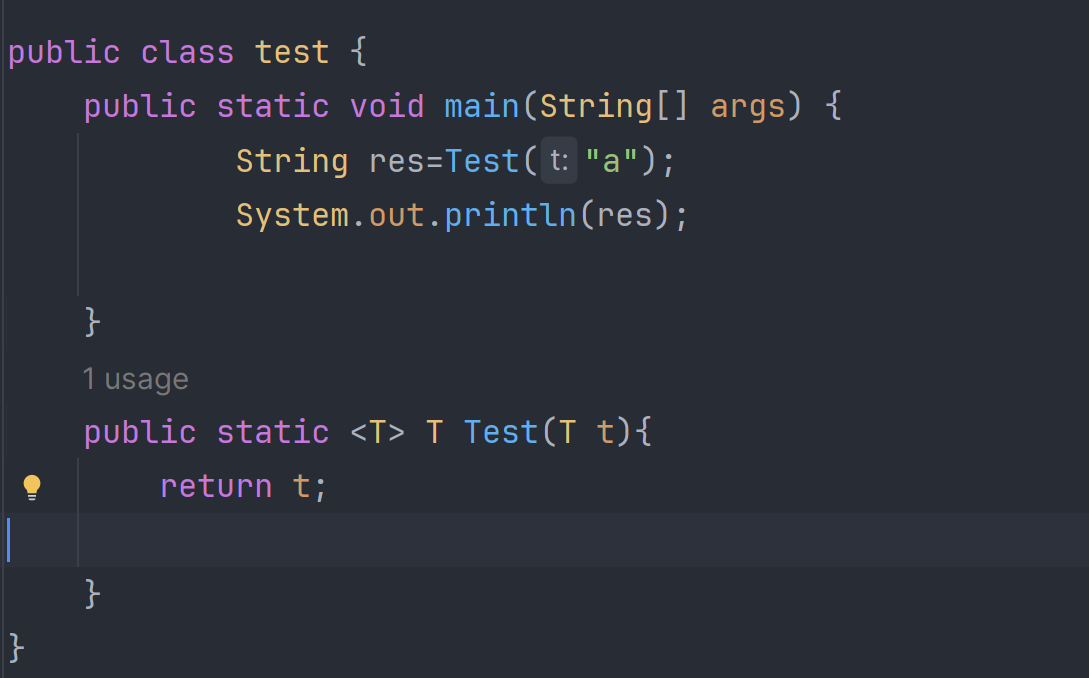 public class test {
    public static void main(String[] args) {
            String res=Test( t: "a");
            System.out.println(res);
    }
    1 usage
    public static <T> T Test(T t){
        return t;
    }
}